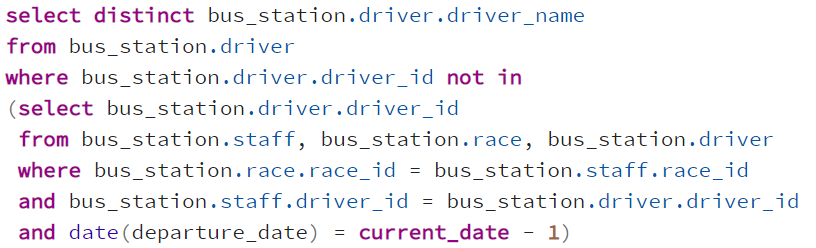 select distinct bus_station.driver.driver_name
from bus_station.driver
where bus_station.driver.driver_id not in
(select bus_station.driver.driver_id
from bus_station.staff, bus_station.race, bus_station.driver
where bus_station.race.race_id = bus_station.staff.race_id
and bus_station.staff.driver_id = bus_station.driver.driver_id
and date(departure_date) = current_date - 1)